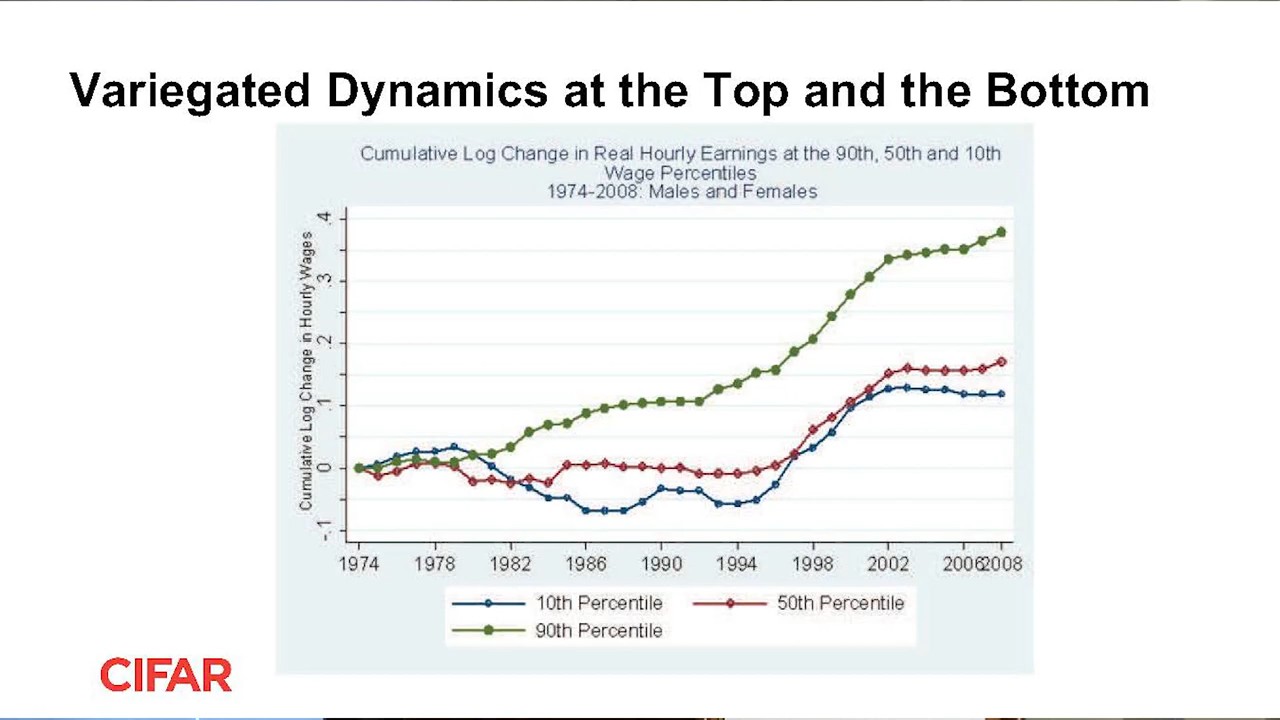 Variegated Dynamics at the Top and the Bottom
Cumulative Log Change in Real Hourly Earnings at the 90th, 50th and 10th
Wage Percentiles
1974-2008: Males and Females
Cumulative Log Change in Hourly Wages
.4
.3
.2
.1
0
-.1
1974 1978 1982 1986 1990 1994 1998 2002 2006 2008
10th Percentile 50th Percentile
90th Percentile
CIFAR